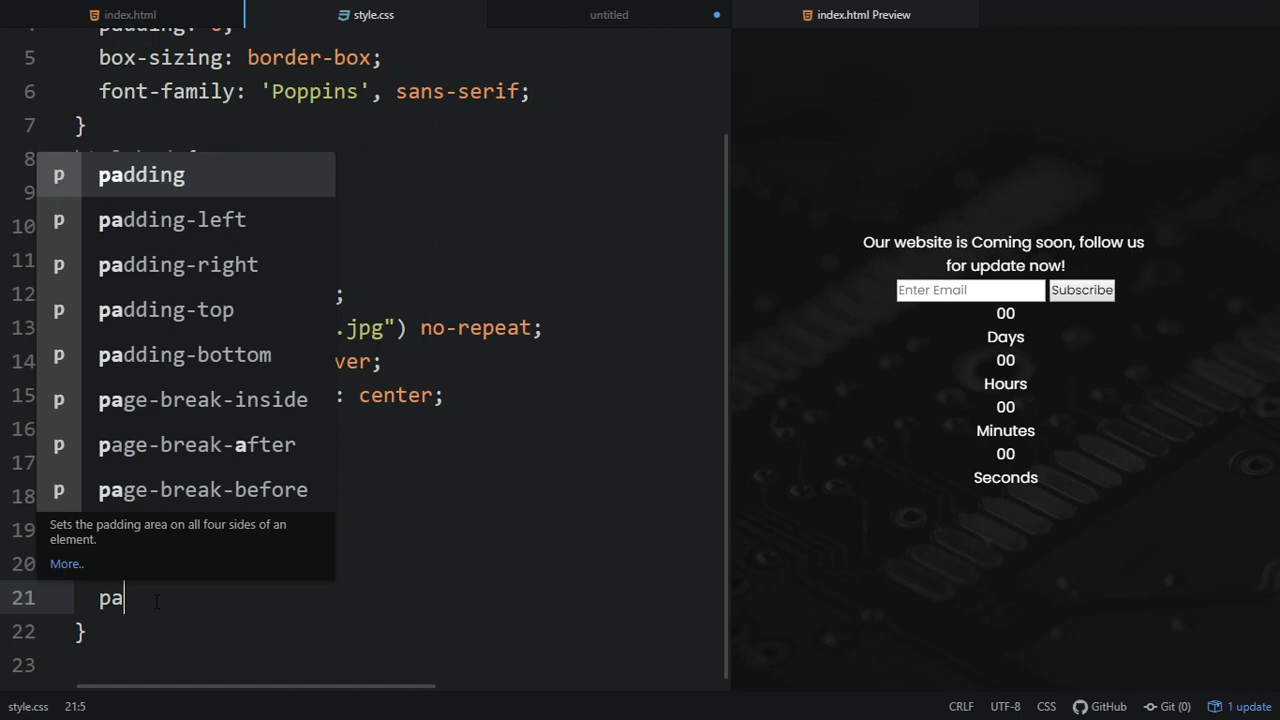 index.html
style.css
untitled
index.html Preview
5 box-sizing: border-box;
6 font-family: 'Poppins', sans-serif;
7 }
8
9
10
11
12 ;
13 .jpg") no-repeat;
14 ver;
15 : center;
16
17
18
19
20
21 pa
22 }
23
p padding
p padding-left
p padding-right
p padding-top
p padding-bottom
p page-break-inside
p page-break-after
p page-break-before
Sets the padding area on all four sides of an
element.
More..
Our website is Coming soon, follow us
for update now!
Enter Email Subscribe
00
Days
00
Hours
00
Minutes
00
Seconds
style.css 21:5 CRLF UTF-8 CSS GitHub Git (0) 1 update